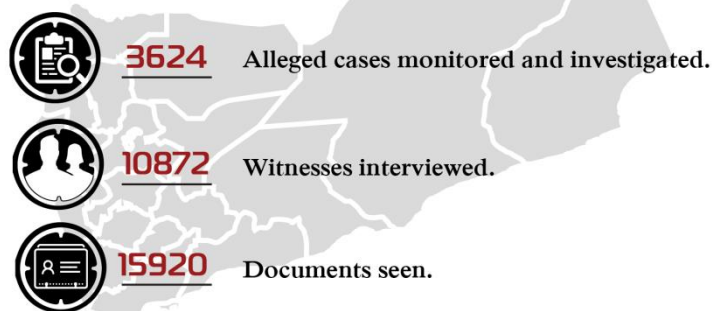 3624 Alleged cases monitored and investigated.
10872 Witnesses interviewed.
15920 Documents seen.